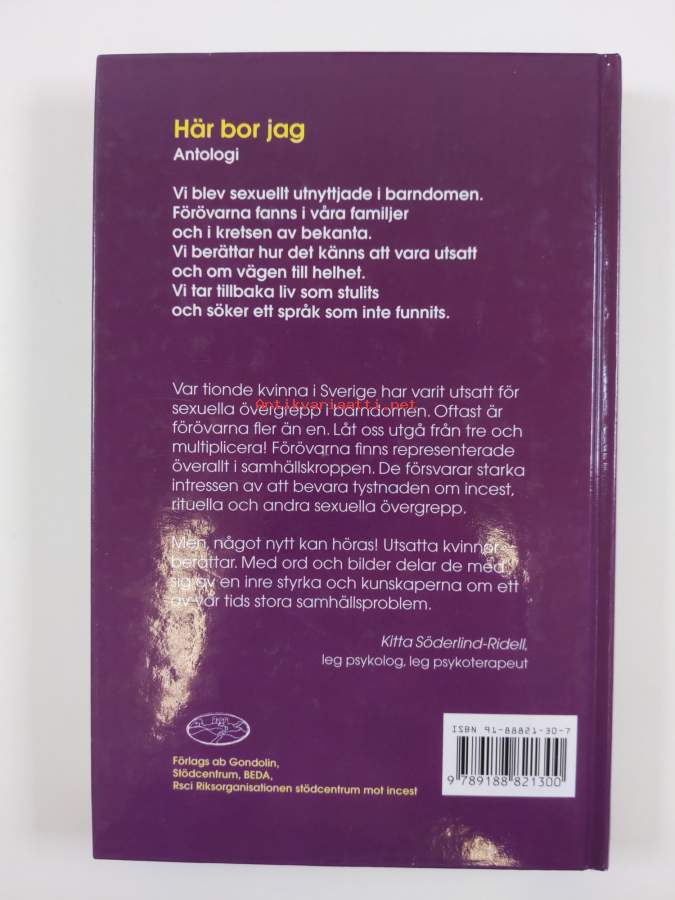 Här bor jag
Antologi
Vi blev sexuellt utnyttjade i barndomen.
Förövarna fanns i våra familjer
och i kretsen av bekanta.
Vi berättar hur det känns att vara utsatt
och om vägen till helhet.
Vi tar tillbaka liv som stulits
och söker ett språk som inte funnits.
Var tionde kvinna i Sverige har varit utsatt för
Antikvariaatti.net
sexuella övergrepp i barndomen. Oftast är
förövarna fler än en. Låt oss utgå från tre och
multiplicera! Förövarna finns representerade
överallt i samhällskroppen. De försvarar starka
intressen av att bevara tystnaden om incest,
rituella och andra sexuella övergrepp.
Men, något nytt kan höras! Utsatta kvinnor
berättar. Med ord och bilder delar de med
sig av en inre styrka och kunskaperna om ett
av vår tids stora samhällsproblem.
Kitta Söderlind-Ridell,
leg psykolog, leg psykoterapeut
ISBN 91-88821-30-7
9 789188 821300
Förlags ab Gondolin,
Stödcentrum, BEDA,
Rsci Riksorganisationen stödcentrum mot incest